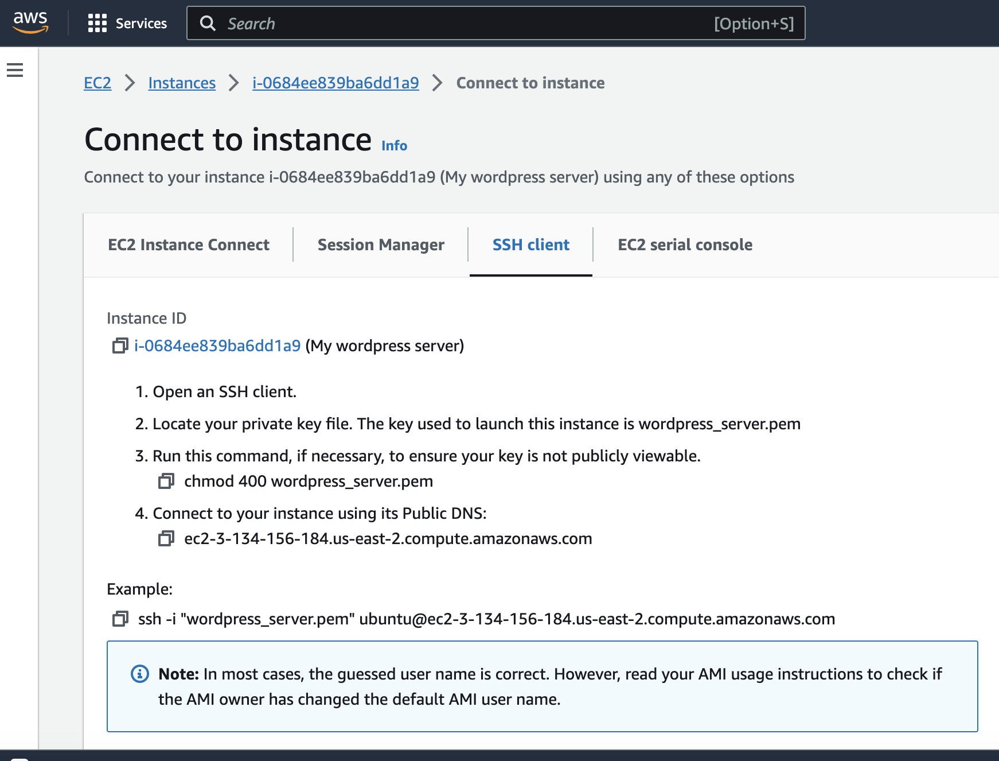 aws
Services
Search
[Option+S]
EC2
Instances
i-0684ee839ba6dd1a9
Connect to instance
Connect to instance Info
Connect to your instance i-0684ee839ba6dd1a9 (My wordpress server) using any of these options
EC2 Instance Connect
Session Manager
SSH client
EC2 serial console
Instance ID
i-0684ee839ba6dd1a9 (My wordpress server)
1. Open an SSH client.
2. Locate your private key file. The key used to launch this instance is wordpress_server.pem
3. Run this command, if necessary, to ensure your key is not publicly viewable.
chmod 400 wordpress_server.pem
4. Connect to your instance using its Public DNS:
ec2-3-134-156-184.us-east-2.compute.amazonaws.com
Example:
ssh -i "wordpress_server.pem" ubuntu@ec2-3-134-156-184.us-east-2.compute.amazonaws.com
Note: In most cases, the guessed user name is correct. However, read your AMI usage instructions to check if
the AMI owner has changed the default AMI user name.